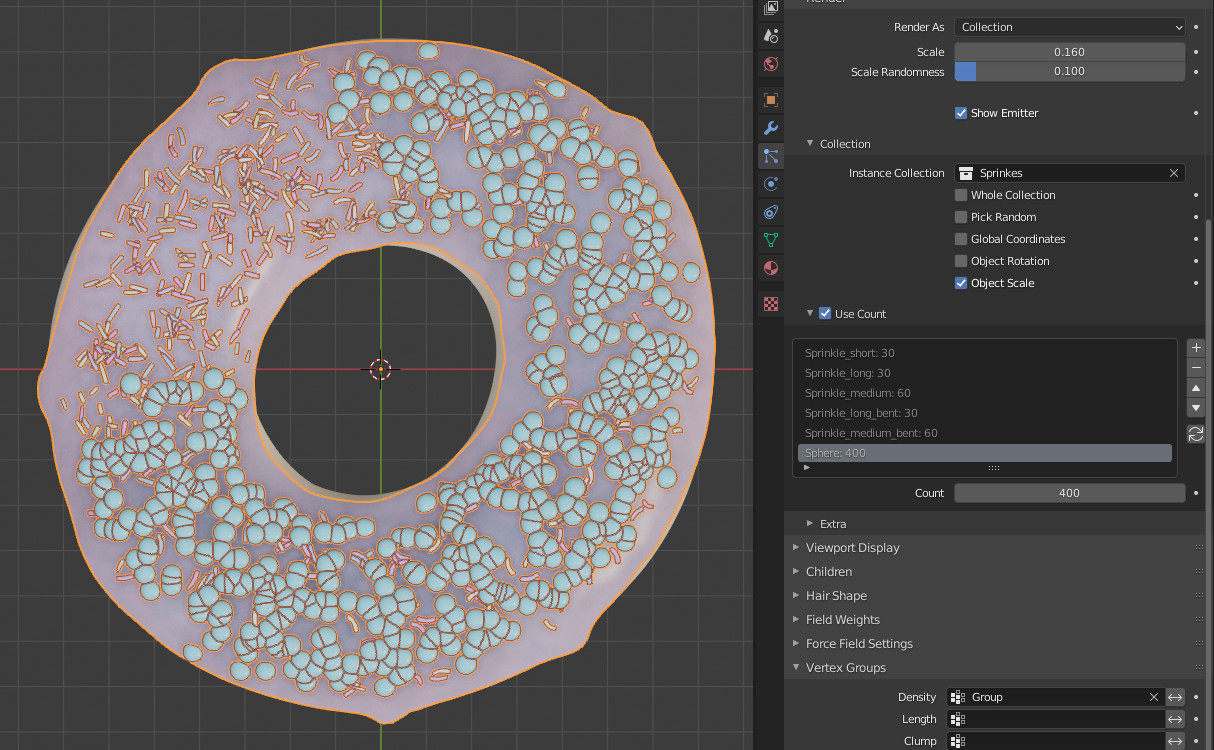 Render As Collection
Scale 0.160
Scale Randomness 0.100
Show Emitter
Collection
Instance Collection Sprinkes
Whole Collection
Pick Random
Global Coordinates
Object Rotation
Object Scale
Use Count
Sprinkle_short: 30
Sprinkle_long: 30
Sprinkle_medium: 60
Sprinkle_long_bent: 30
Sprinkle_medium_bent: 60
Sphere: 400
Count 400
Extra
Viewport Display
Children
Hair Shape
Field Weights
Force Field Settings
Vertex Groups
Density Group
Length
Clump